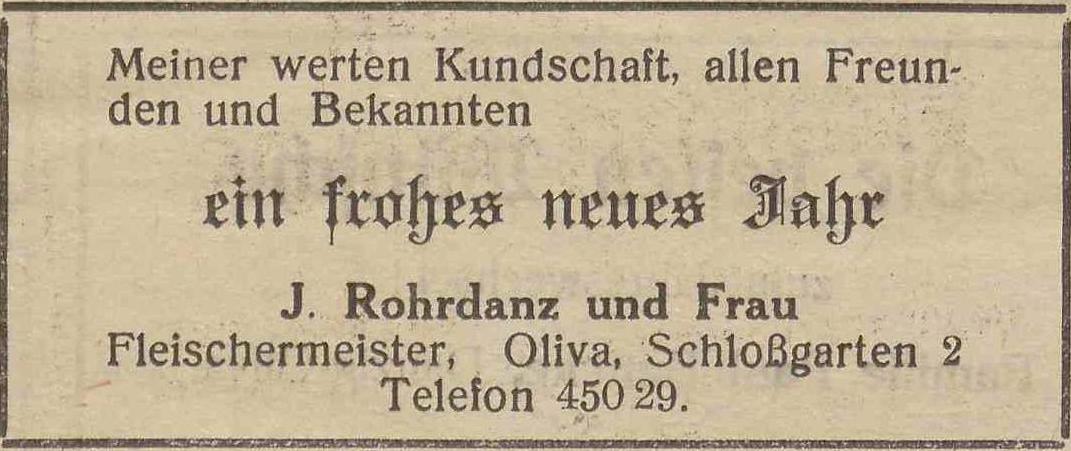 Meiner werten Kundschaft, allen Freun-
den und Bekannten
ein frohes neues Jahr
J. Rohrdanz und Frau
Fleischermeister, Oliva, Schloßgarten 2
Telefon 450 29.